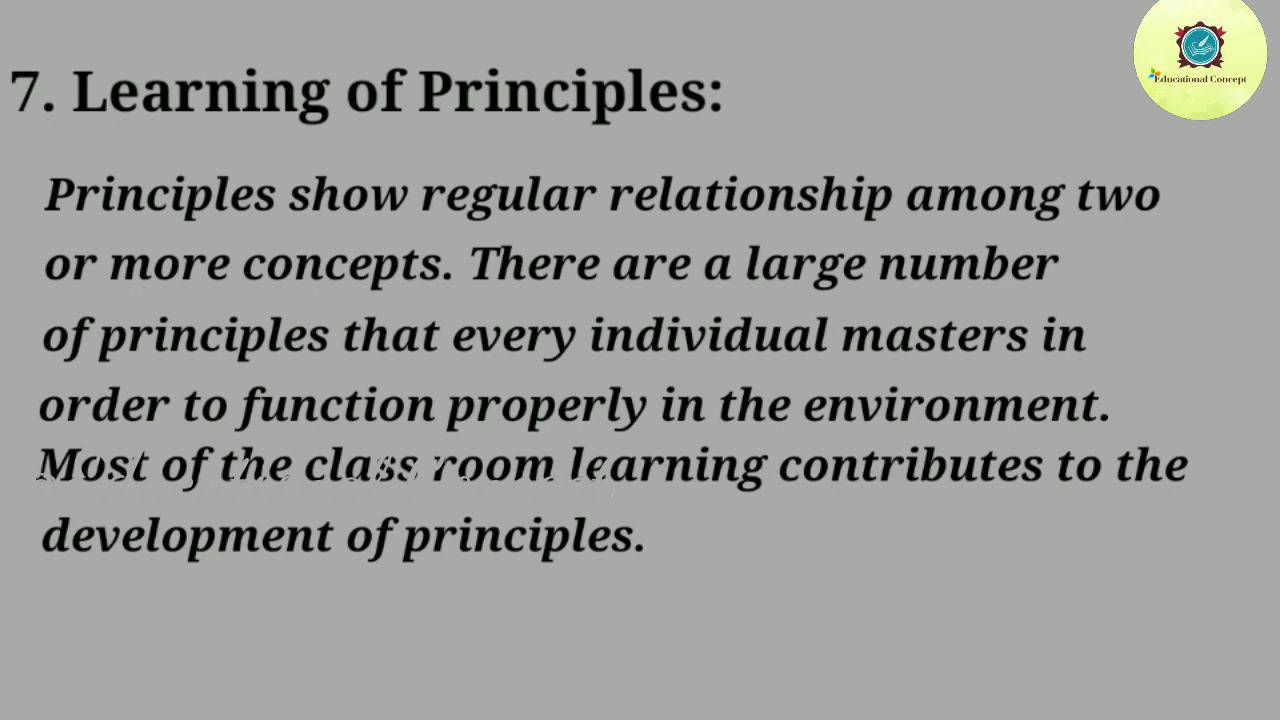 Educational Concept
7. Learning of Principles:
Principles show regular relationship among two
or more concepts. There are a large number
of principles that every individual masters in
order to function properly in the environment.
Most of the class room learning contributes to the
development of principles.